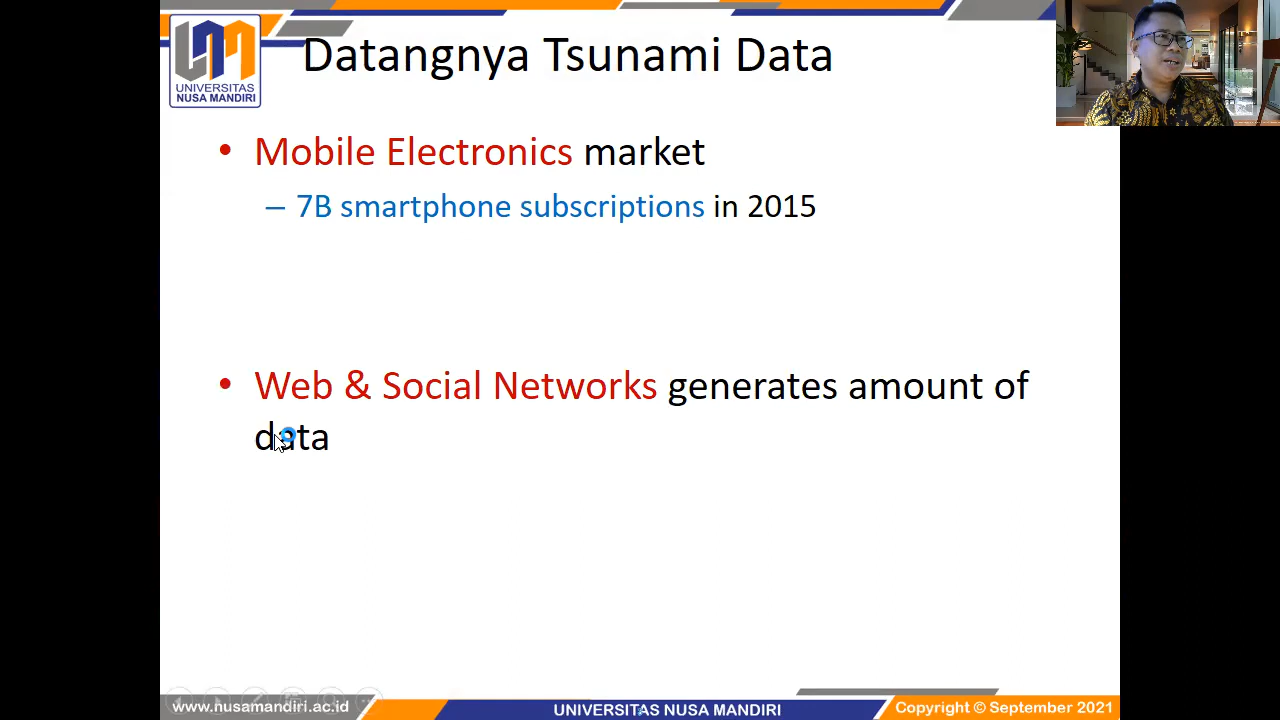 UNIVERSITAS
NUSA MANDIRI
Datangnya Tsunami Data
• Mobile Electronics market
– 7B smartphone subscriptions in 2015
• Web & Social Networks generates amount of
data
www.nusamandiri.ac.id
UNIVERSITAS NUSA MANDIRI
Copyright © September 2021